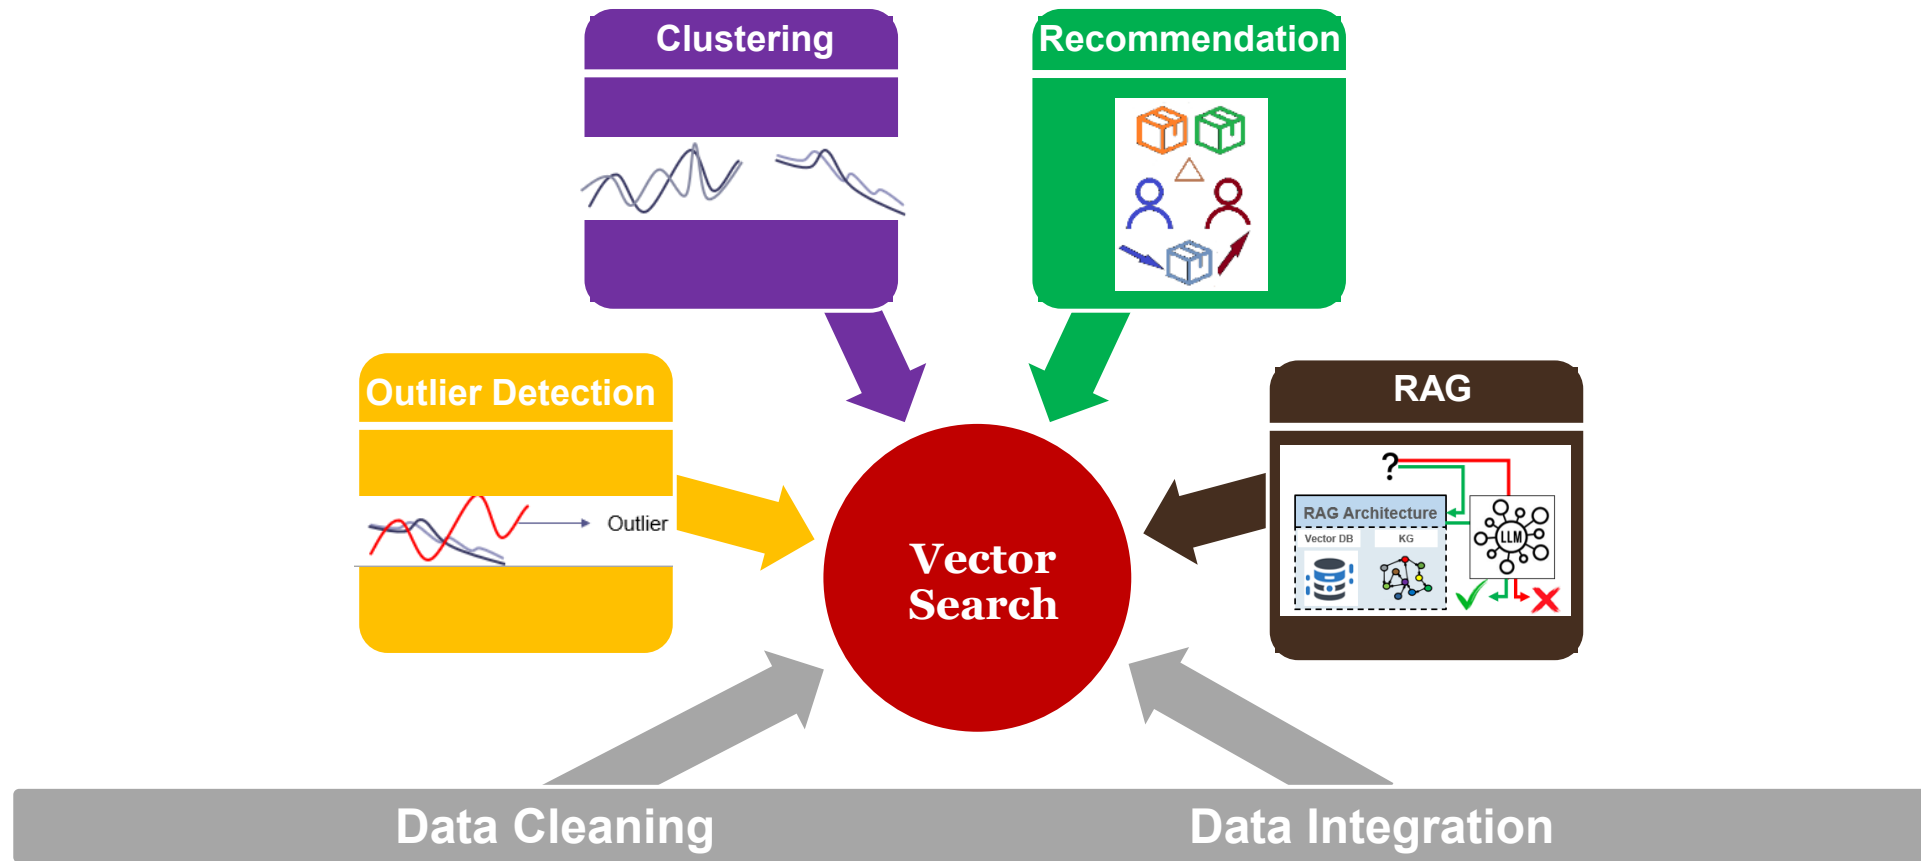 Clustering
Recommendation
Outlier Detection
Outlier
RAG
?
RAG Architecture
Vector DB
KG
LLM
Vector
Search
Data Cleaning
Data Integration